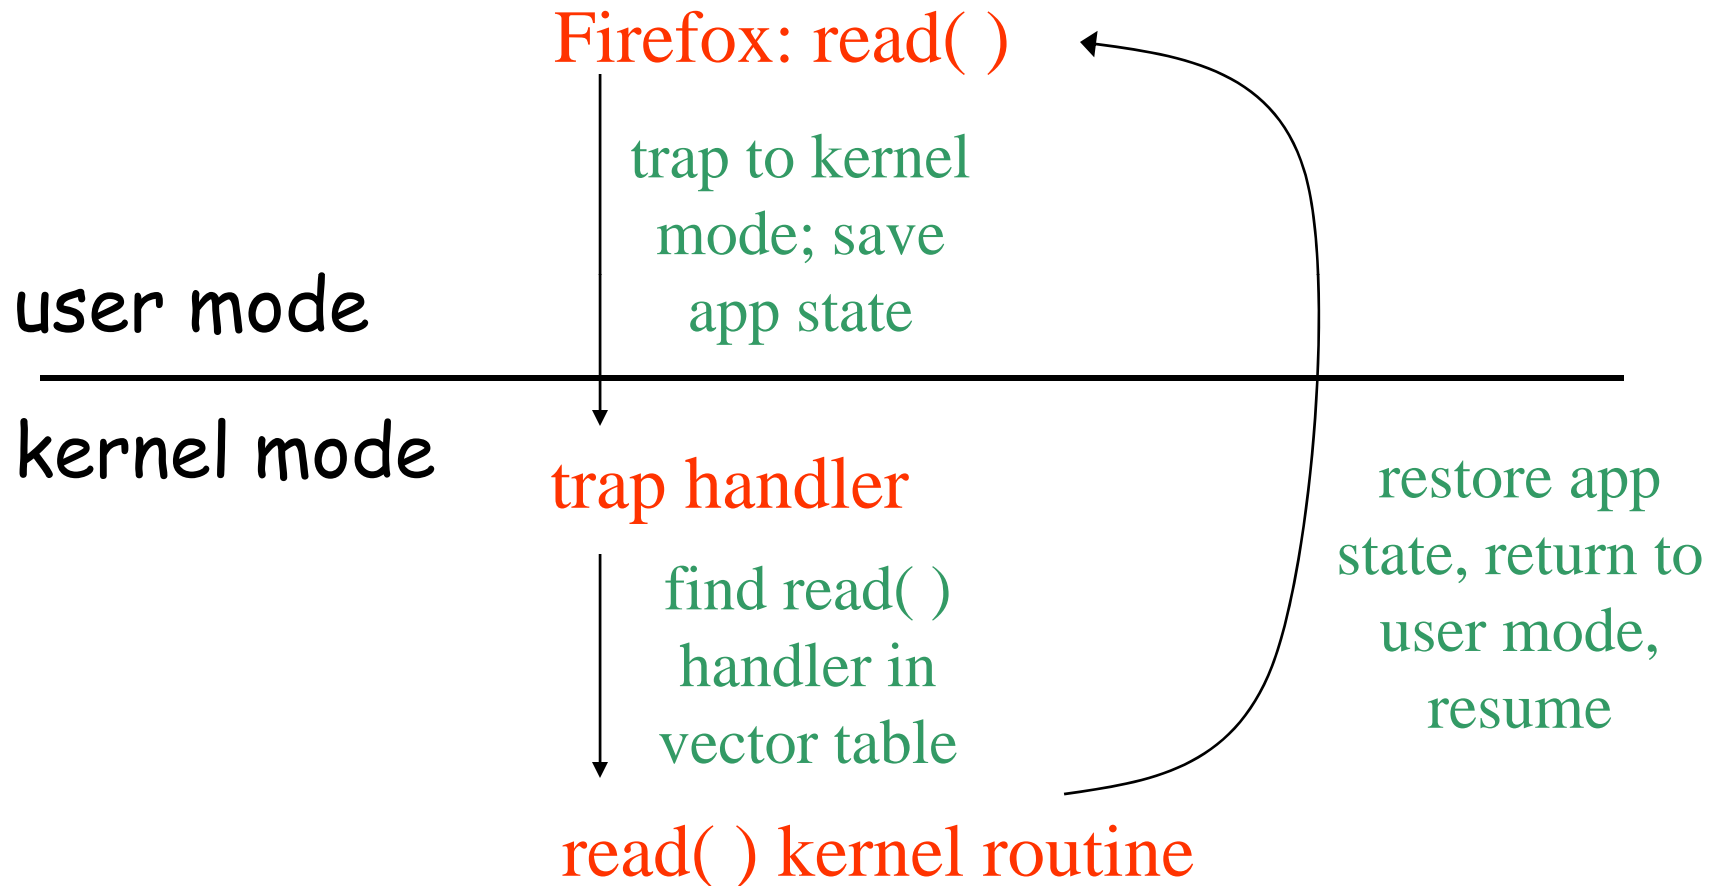 Firefox: read( )
trap to kernel
mode; save
app state
user mode
kernel mode
trap handler
find read( )
handler in
vector table
restore app
state, return to
user mode,
resume
read( ) kernel routine